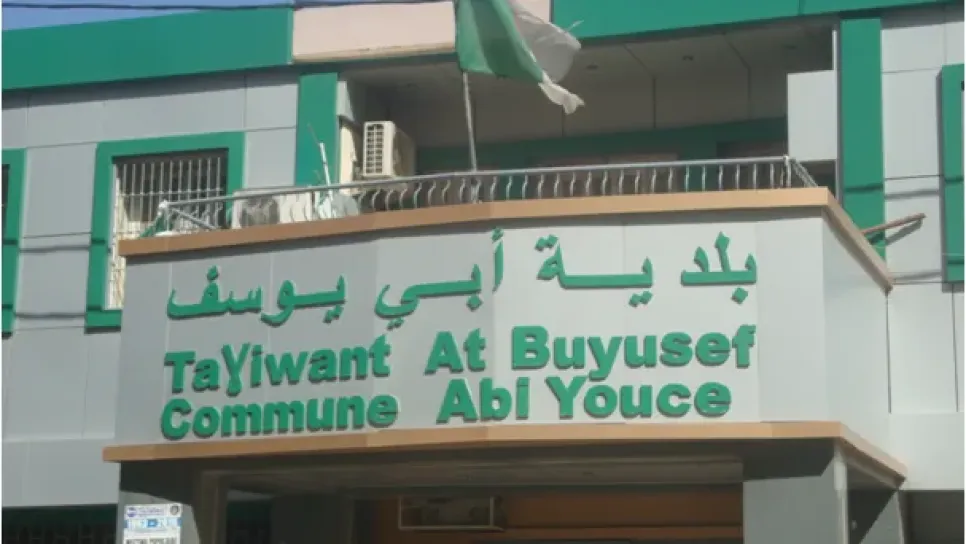 بلدية أبي يوسف
Taɣiwant At Buyusef
Commune Abi Youce